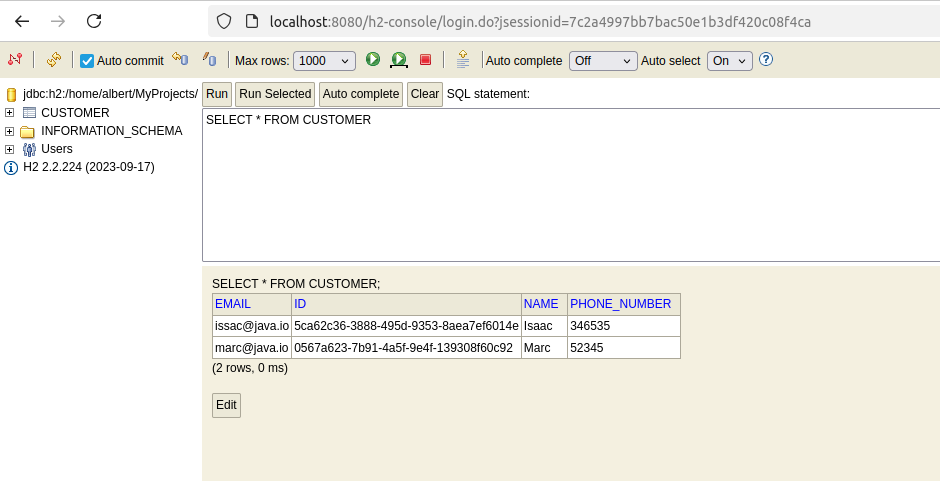 localhost:8080/h2-console/login.do?jsessionid=7c2a4997bb7bac50e1b3df420c08f4ca
Auto commit Max rows: 1000 Auto complete Off Auto select On ?
jdbc:h2:/home/albert/MyProjects/
CUSTOMER
INFORMATION_SCHEMA
Users
H2 2.2.224 (2023-09-17)
Run Run Selected Auto complete Clear SQL statement:
SELECT * FROM CUSTOMER
SELECT * FROM CUSTOMER;
EMAIL ID NAME PHONE_NUMBER
issac@java.io 5ca62c36-3888-495d-9353-8aea7ef6014e Isaac 346535
marc@java.io 0567a623-7b91-4a5f-9e4f-139308f60c92 Marc 52345
(2 rows, 0 ms)
Edit